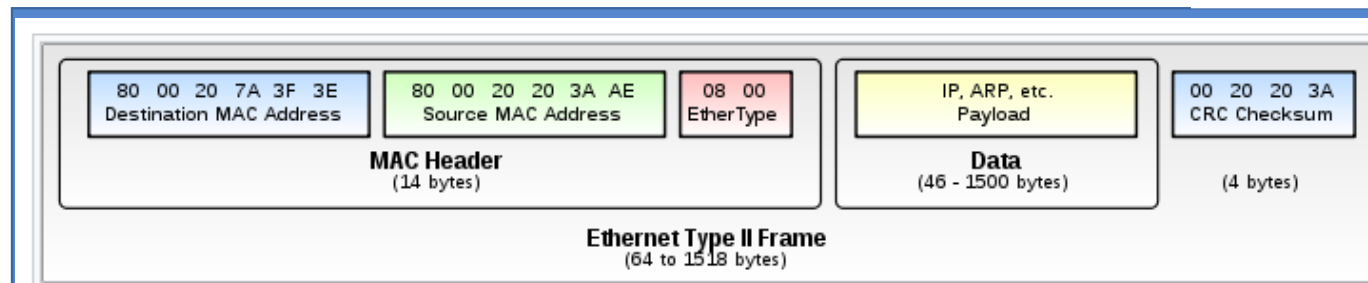 80 00 20 7A 3F 3E
Destination MAC Address
80 00 20 20 3A AE
Source MAC Address
08 00
EtherType
MAC Header
(14 bytes)
IP, ARP, etc.
Payload
Data
(46 - 1500 bytes)
00 20 20 3A
CRC Checksum
(4 bytes)
Ethernet Type II Frame
(64 to 1518 bytes)